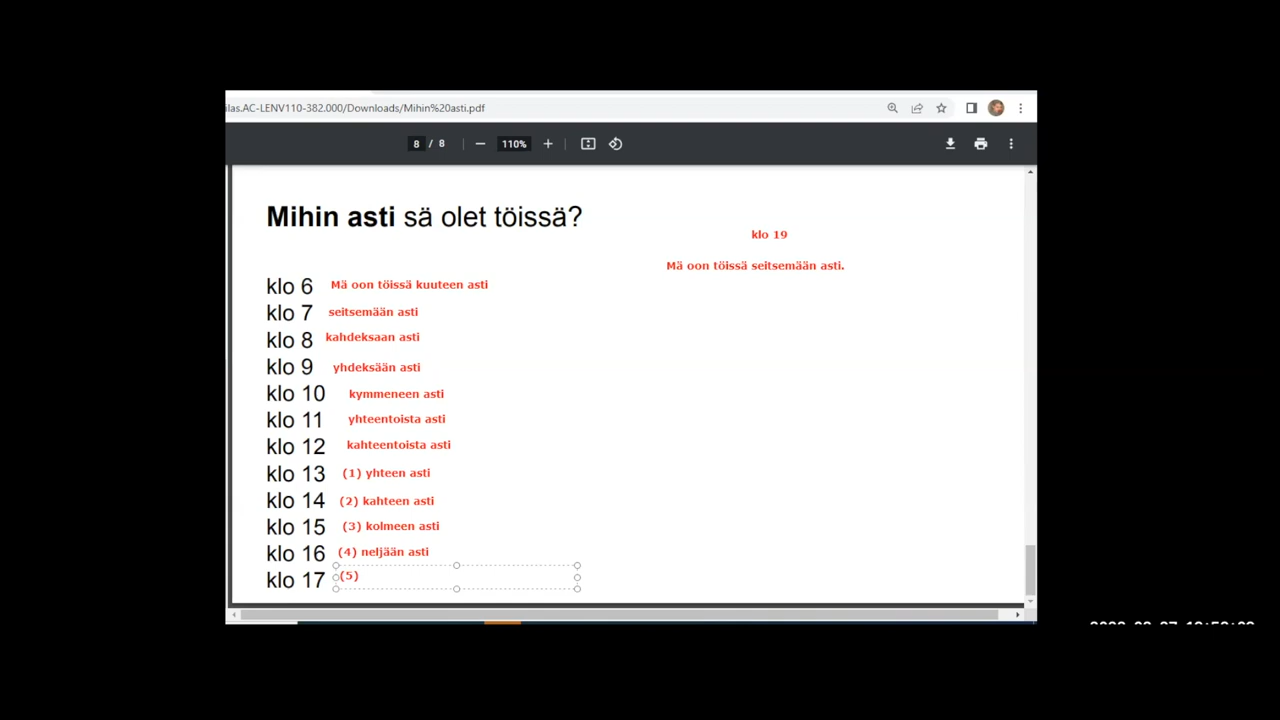 ilas.AC-LENV110-382.000/Downloads/Mihin%20asti.pdf
8 / 8 110%
Mihin asti sä olet töissä?
klo 19
Mä oon töissä seitsemään asti.
klo 6 Mä oon töissä kuuteen asti
klo 7 seitsemään asti
klo 8 kahdeksaan asti
klo 9 yhdeksään asti
klo 10 kymmeneen asti
klo 11 yhteentoista asti
klo 12 kahteentoista asti
klo 13 (1) yhteen asti
klo 14 (2) kahteen asti
klo 15 (3) kolmeen asti
klo 16 (4) neljään asti
klo 17 (5)